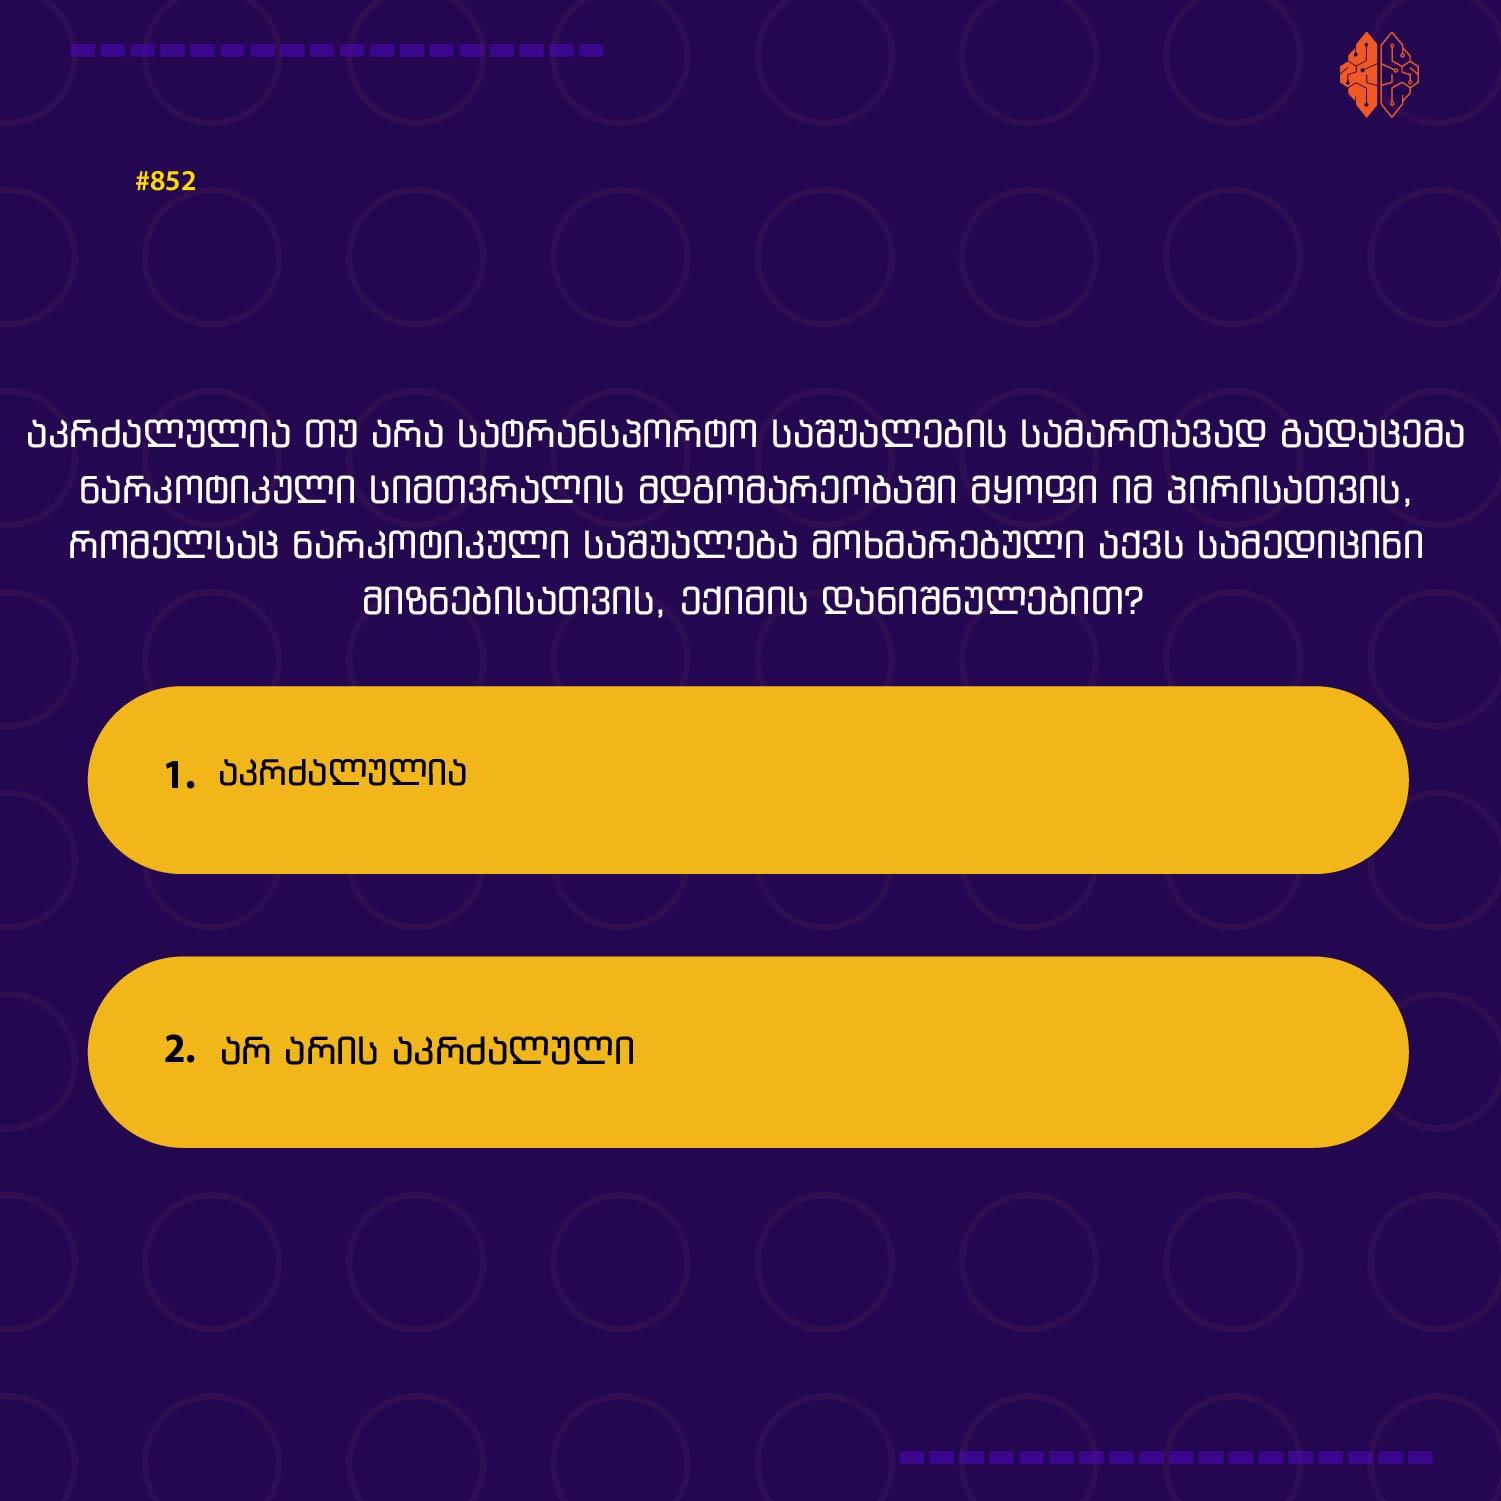 #852
აკრძალულია თუ არა სატრანსპორტო საშუალების სამართავად გადაცემა
ნარკოტიკული სიმთვრალის მდგომარეობაში მყოფი იმ პირისათვის,
რომელსაც ნარკოტიკული საშუალება მოხმარებული აქვს სამედიცინი
მიზნებისათვის, ექიმის დანიშნულებით?
1. აკრძალულია
2. არ არის აკრძალული